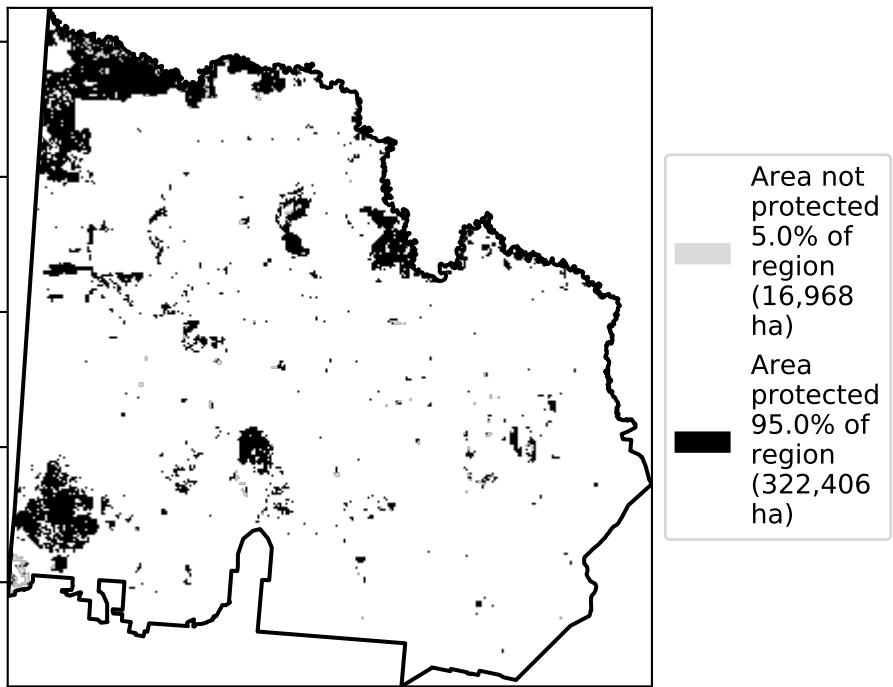 Area not
protected
5.0% of
region
(16,968
ha)
Area
protected
95.0% of
region
(322,406
ha)